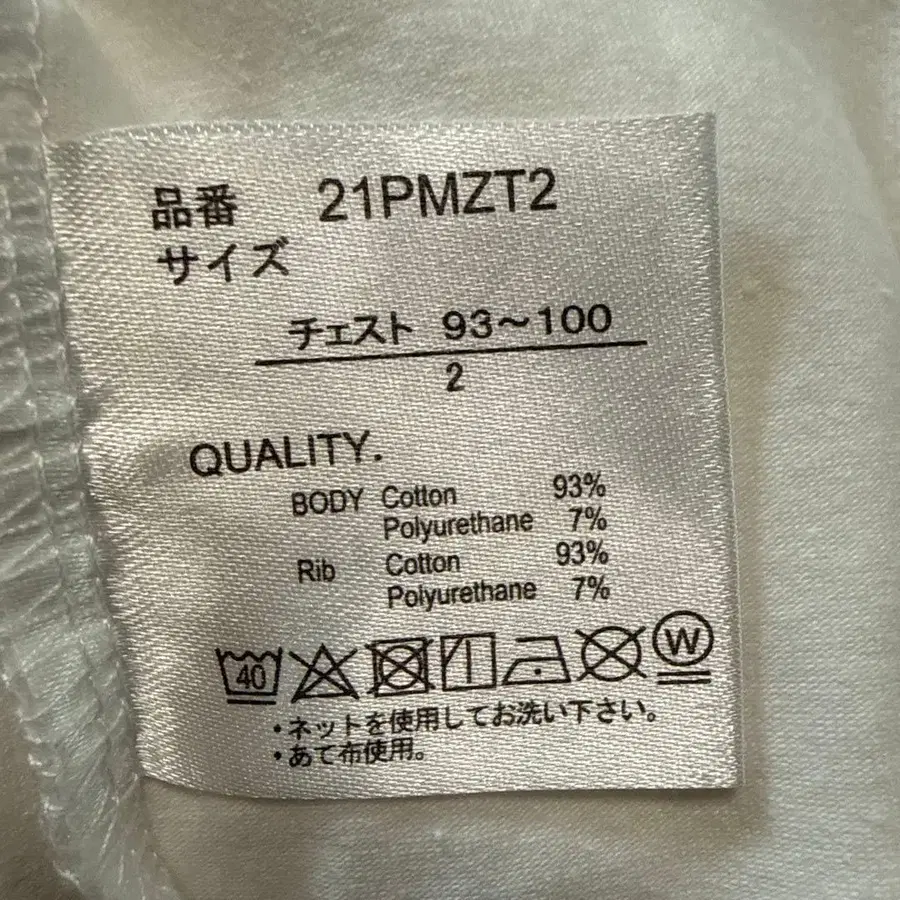 品番 21PMZT2
サイズ
チェスト 93~100
2
QUALITY.
BODY Cotton 93%
Polyurethane 7%
Rib Cotton 93%
Polyurethane 7%
40 W
・ネットを使用してお洗い下さい。
・あて布使用。